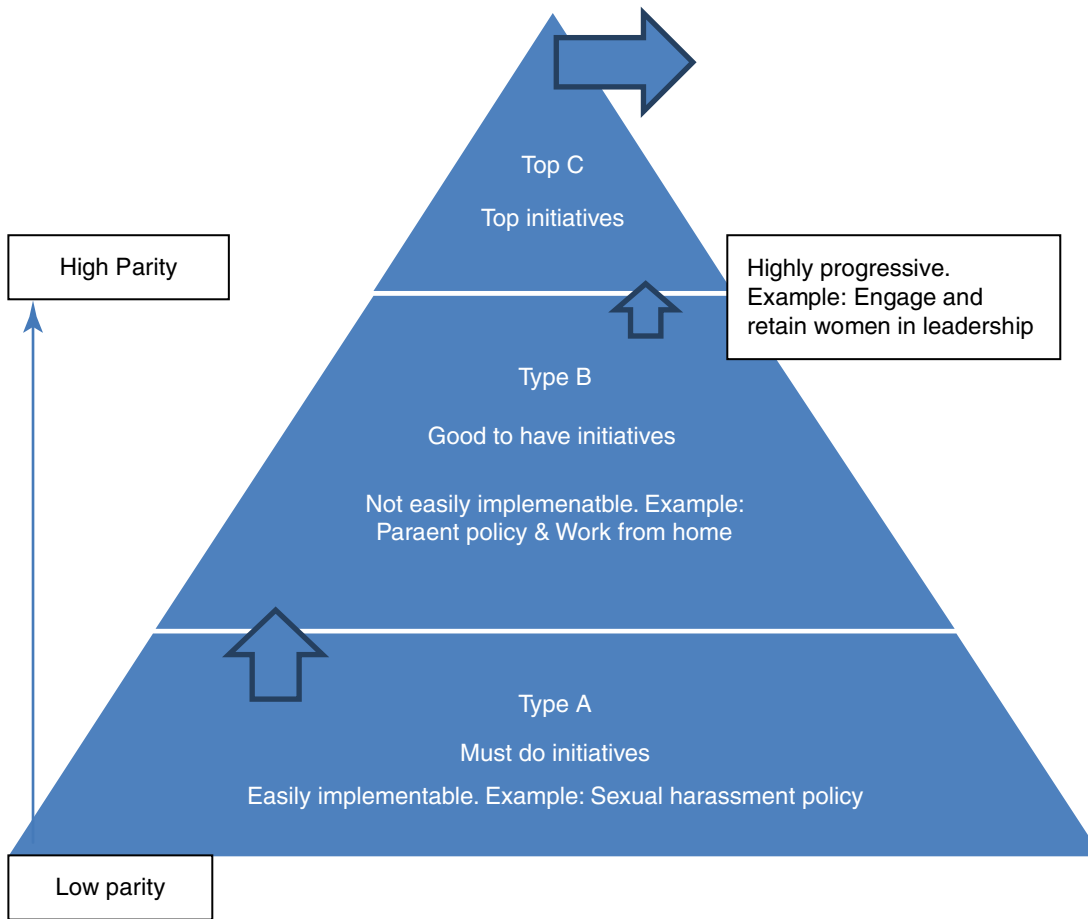 Top C
Top initiatives
High Parity
Highly progressive.
Example: Engage and
retain women in leadership
Type B
Good to have initiatives
Not easily implemenatble. Example:
Paraent policy & Work from home
Type A
Must do initiatives
Easily implementable. Example: Sexual harassment policy
Low parity